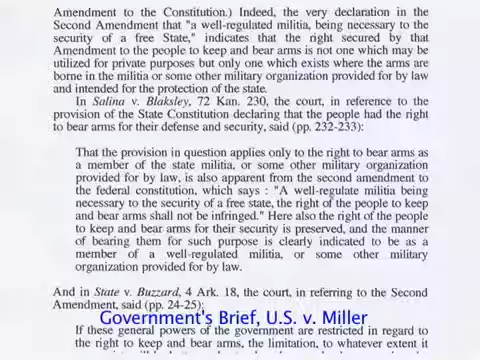 Amendment to the Constitution.) Indeed, the very declaration in the
Second Amendment that "a well-regulated militia, being necessary to the
security of a free State," indicates that the right secured by that
Amendment to the people to keep and bear arms is not one which may be
utilized for private purposes but only one which exists where the arms are
borne in the militia or some other military organization provided for by law
and intended for the protection of the state.
In Salina v. Blaksley, 72 Kan. 230, the court, in reference to the
provision of the State Constitution declaring that the people had the right
to bear arms for their defense and security, said (pp. 232-233):
That the provision in question applies only to the right to bear arms as
a member of the state militia, or some other military organization
provided for by law, is also apparent from the second amendment to
the federal constitution, which says : "A well-regulate militia being
necessary to the security of a free state, the right of the people to keep
and bear arms shall not be infringed." Here also the right of the people
to keep and bear arms for their security is preserved, and the manner
of bearing them for such purpose is clearly indicated to be as a
member of a well-regulated militia, or some other military
organization provided for by law.
And in State v. Buzzard, 4 Ark. 18, the court, in referring to the Second
Amendment, said (pp. 24-25):
Government's Brief, U.S. v. Miller
If these general powers of the government are restricted in regard to
the right to keep and bear arms, the limitation, to whatever extent it